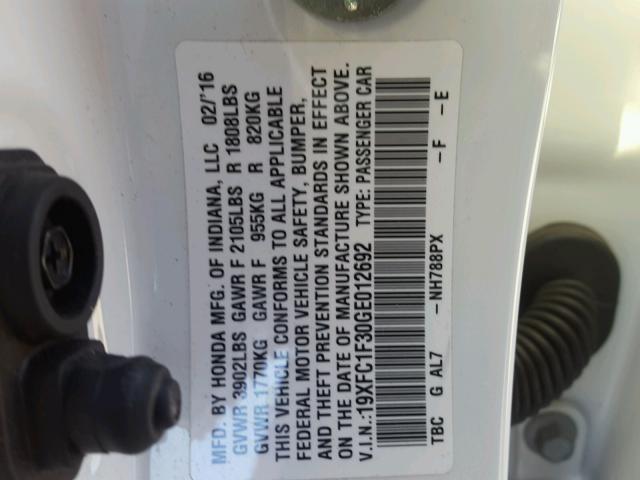 MFD. BY HONDA MFG. OF INDIANA, LLC 02/'16
GVWR 3902LBS GAWR F 2105LBS R 1808LBS
GVWR 1770KG GAWR F 955KG R 820KG
THIS VEHICLE CONFORMS TO ALL APPLICABLE
FEDERAL MOTOR VEHICLE SAFETY, BUMPER,
AND THEFT PREVENTION STANDARDS IN EFFECT
ON THE DATE OF MANUFACTURE SHOWN ABOVE.
V.I.N.:19XFC1F30GE012692 TYPE: PASSENGER CAR
TBC G AL7 -NH788PX -F -E